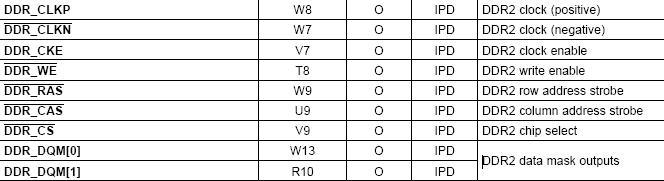 DDR_CLKP W8 O IPD DDR2 clock (positive)
DDR_CLKN W7 O IPD DDR2 clock (negative)
DDR_CKE V7 O IPD DDR2 clock enable
DDR_WE T8 O IPD DDR2 write enable
DDR_RAS W9 O IPD DDR2 row address strobe
DDR_CAS U9 O IPD DDR2 column address strobe
DDR_CS V9 O IPD DDR2 chip select
DDR_DQM[0] W13 O IPD DDR2 data mask outputs
DDR_DQM[1] R10 O IPD